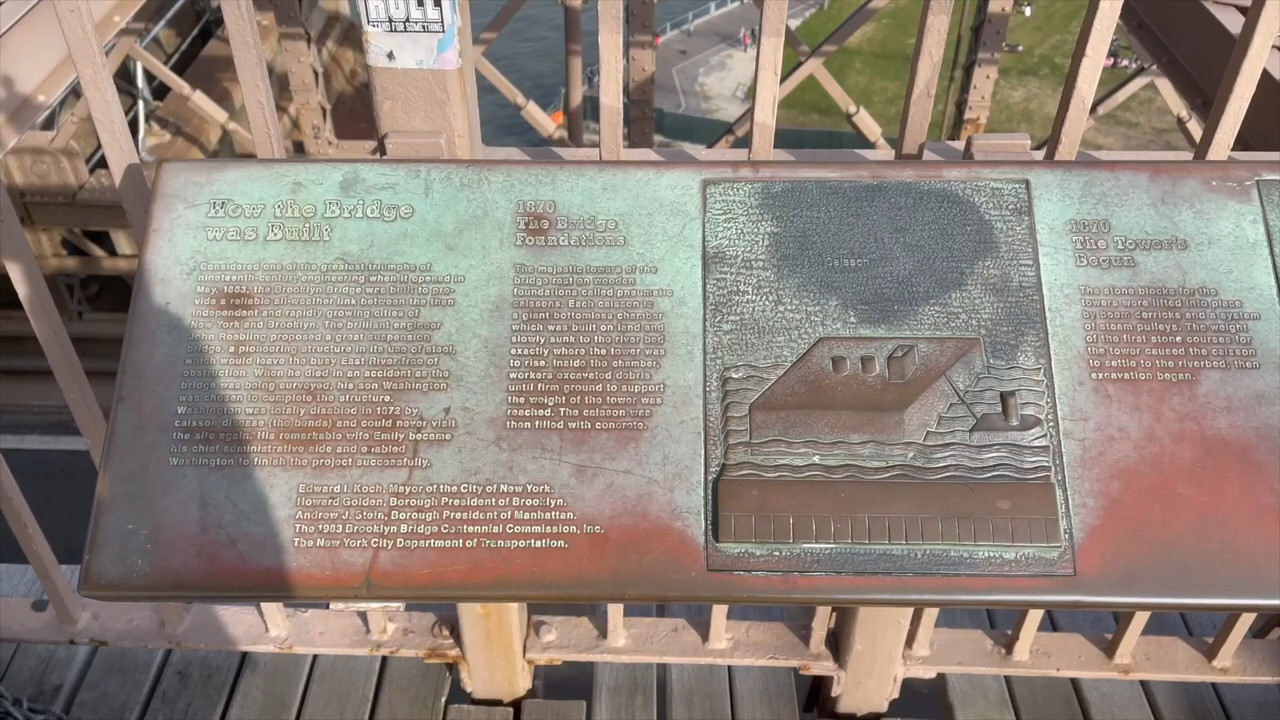 STAND FOR SOMETHING
How the Bridge
was Built
Considered one of the greatest triumphs of
nineteenth-century engineering when it opened in
May, 1883, the Brooklyn Bridge was built to pro-
vide a reliable all-weather link between the then
independent and rapidly growing cities of
New York and Brooklyn. The brilliant engineer
John Roebling proposed a great suspension
bridge, a pioneering structure in its use of steel,
which would leave the busy East River free of
obstruction. When he died in an accident as the
bridge was being surveyed, his son Washington
was chosen to complete the structure.
Washington was totally disabled in 1872 by
caisson disease (the bends) and could never visit
the site again. His remarkable wife Emily became
his chief administrative aide and enabled
Washington to finish the project successfully.
Edward I. Koch, Mayor of the City of New York.
Howard Golden, Borough President of Brooklyn.
Andrew J. Stein, Borough President of Manhattan.
The 1983 Brooklyn Bridge Centennial Commission, Inc.
The New York City Department of Transportation.
1870
The Bridge
Foundations
The majestic towers of the
bridge rest on wooden
foundations called pneumatic
caissons. Each caisson is
a giant bottomless chamber
which was built on land and
slowly sunk to the river bed
exactly where the tower was
to rise. Inside the chamber,
workers excavated debris
until firm ground to support
the weight of the tower was
reached. The caisson was
then filled with concrete.
Caisson
1870
The Tower's
Begun
The stone blocks for the
towers were lifted into place
by boom derricks and a system
of steam pulleys. The weight
of the first stone courses for
the tower caused the caisson
to settle to the riverbed; then
excavation began.